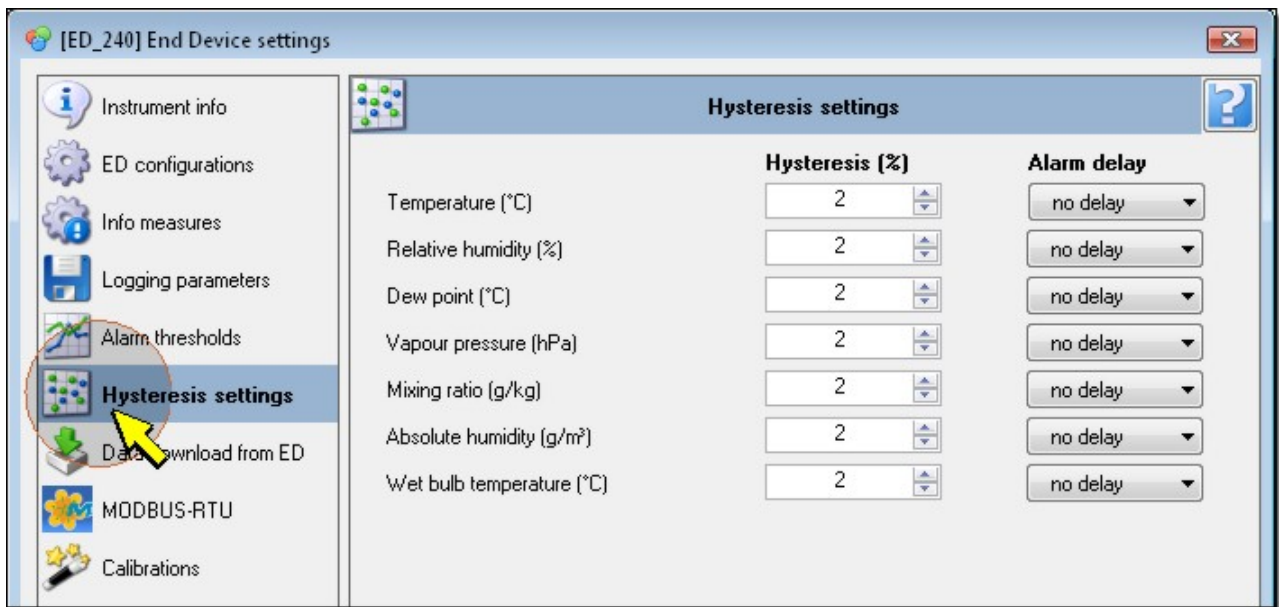 [ED_240] End Device settings
Instrument info
ED configurations
Info measures
Logging parameters
Alarm thresholds
Hysteresis settings
Data download from ED
MODBUS-RTU
Calibrations
Hysteresis settings
Hysteresis (%) Alarm delay
Temperature (°C) 2 no delay
Relative humidity (%) 2 no delay
Dew point (°C) 2 no delay
Vapour pressure (hPa) 2 no delay
Mixing ratio (g/kg) 2 no delay
Absolute humidity (g/m³) 2 no delay
Wet bulb temperature (°C) 2 no delay